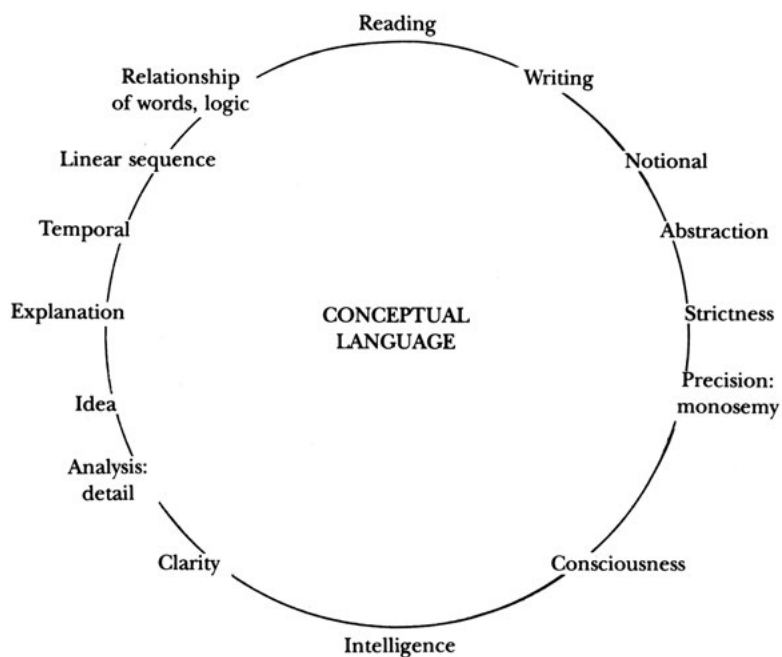 Reading
Relationship
of words, logic
Writing
Linear sequence
Notional
Temporal
Abstraction
Explanation
CONCEPTUAL
LANGUAGE
Strictness
Precision:
monosemy
Idea
Analysis:
detail
Clarity
Consciousness
Intelligence